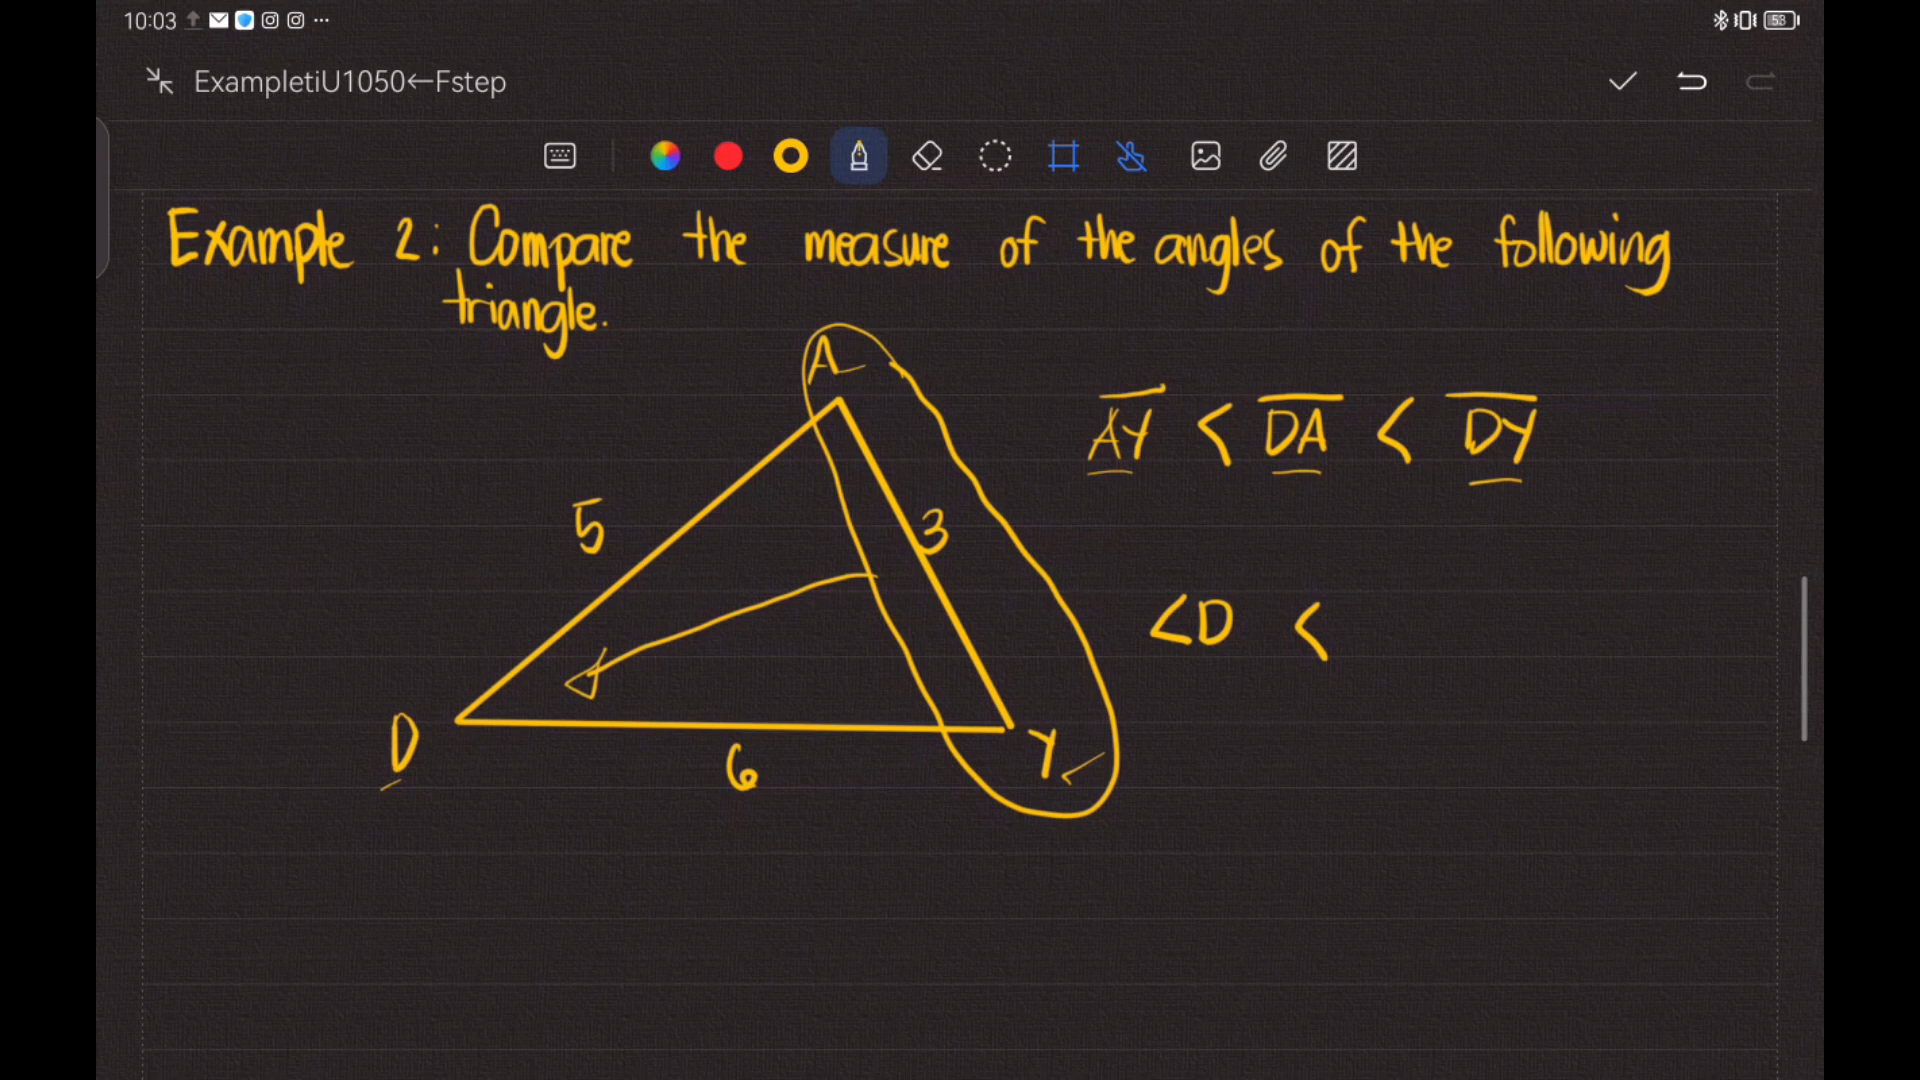 10:03 53
ExampletiU1050←Fstep
Example 2: Compare the measure of the angles of the following
triangle.
A
AY < DA < DY
5
3
<D <
D
Y
6